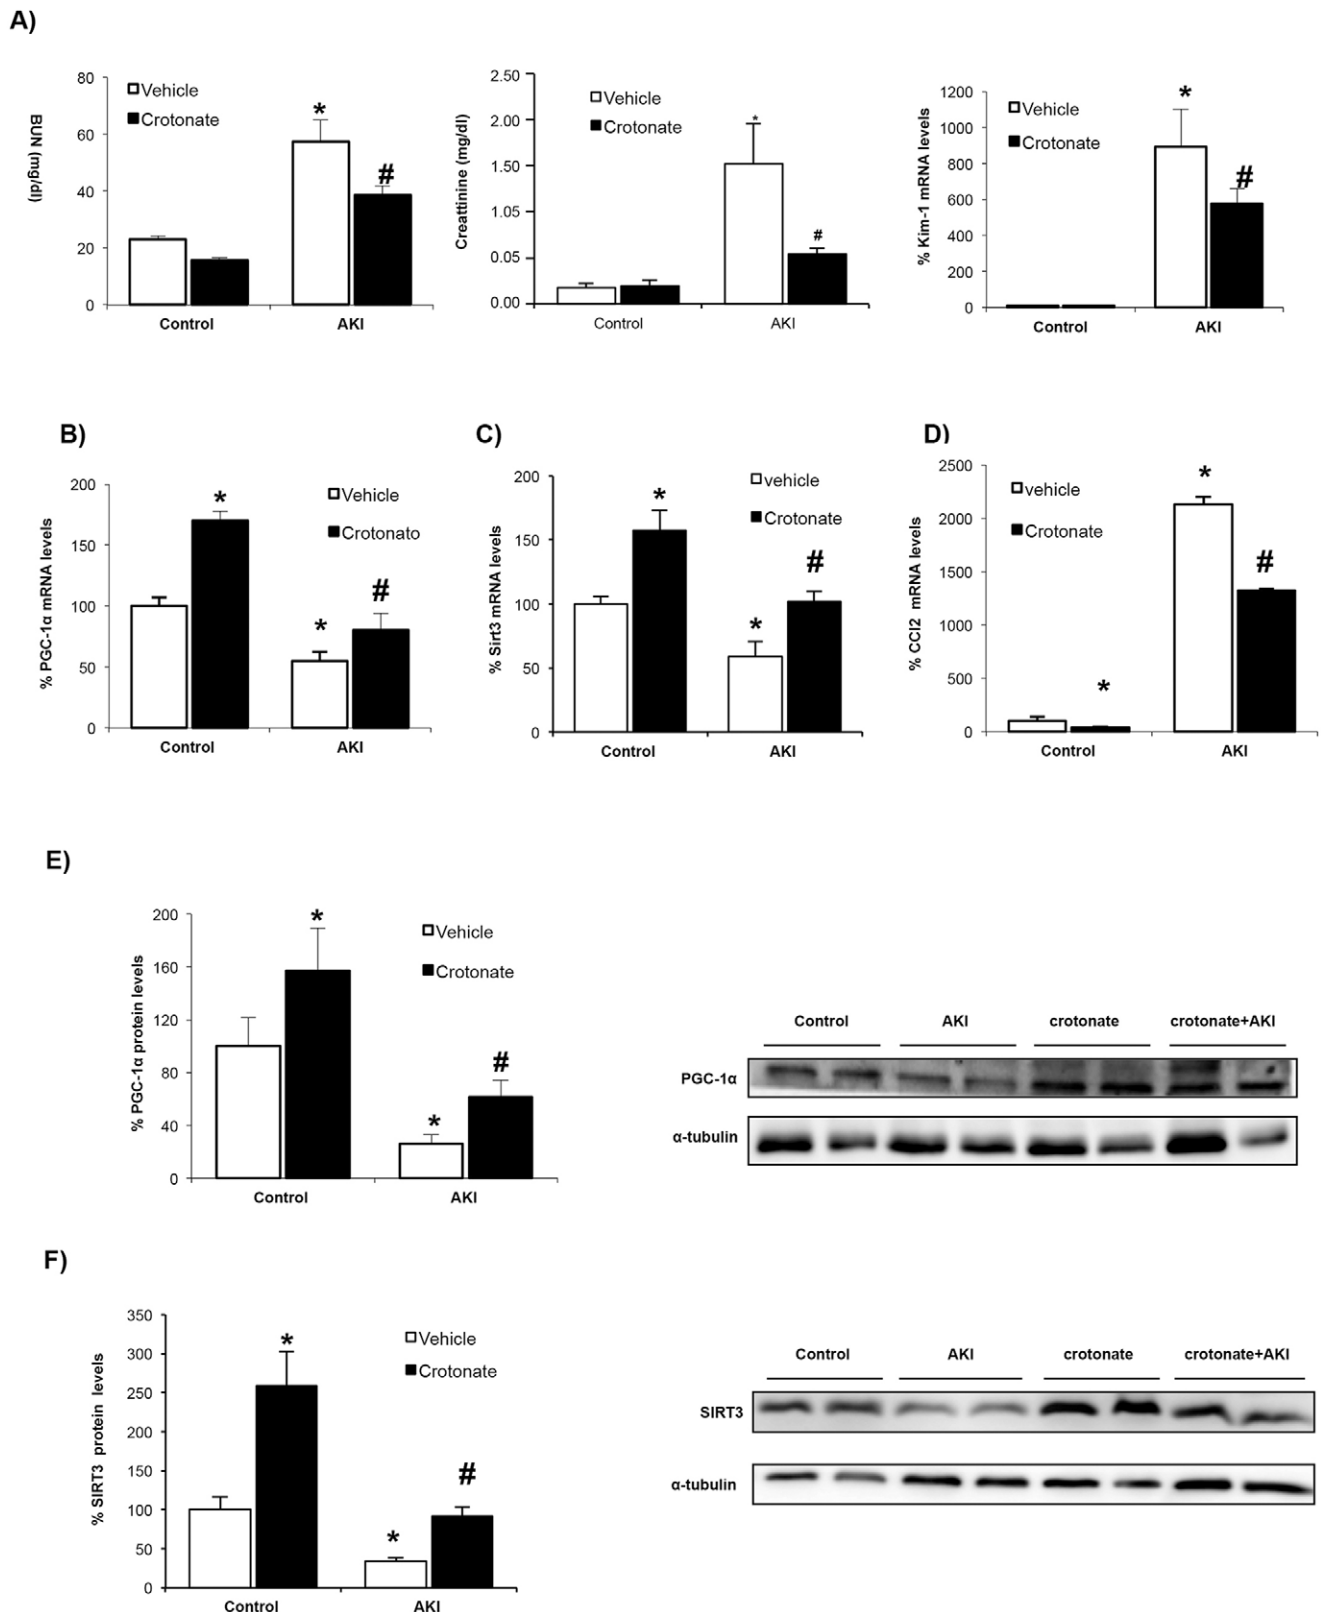 A)
BUN (mg/dl)
80
60
40
20
0
Vehicle
Crotonate
*
#
Control
AKI
Creattinine (mg/dl)
2.50
2.00
1.50
1.05
0.05
0.00
Vehicle
Crotonate
*
#
Control
AKI
% Kim-1 mRNA levels
1200
1000
800
600
400
200
0
Vehicle
Crotonate
*
#
Control
AKI
B)
% PGC-1α mRNA levels
200
150
100
50
0
Vehicle
Crotonato
*
*
#
Control
AKI
C)
% Sirt3 mRNA levels
200
150
100
50
0
vehicle
Crotonate
*
*
#
Control
AKI
D)
% CCl2 mRNA levels
2500
2000
1500
1000
500
0
vehicle
Crotonate
*
*
#
Control
AKI
E)
% PGC-1α protein levels
200
160
120
80
40
0
Vehicle
Crotonate
*
*
#
Control
AKI
Control AKI crotonate crotonate+AKI
PGC-1α
α-tubulin
F)
% SIRT3 protein levels
350
300
250
200
150
100
50
0
Vehicle
Crotonate
*
*
#
Control
AKI
Control AKI crotonate crotonate+AKI
SIRT3
α-tubulin